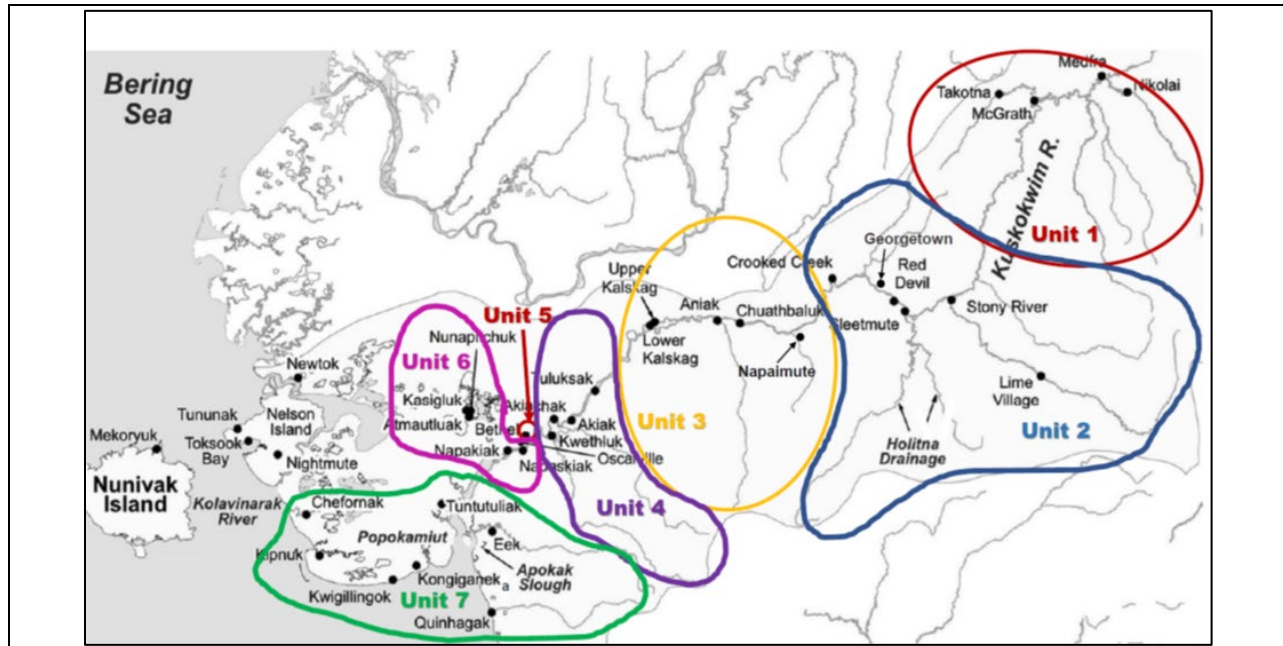 Bering
Sea
Medfra
Nikolai
Takotna
McGrath
Kuskokwim R.
Unit 1
Georgetown
Red
Devil
Crooked Creek
Stony River
Sleetmute
Lime
Village
Unit 2
Holitna
Drainage
Upper
Kalskag
Aniak
Chuathbaluk
Lower
Kalskag
Napaimute
Unit 3
Unit 5
Nunapitchuk
Unit 6
Tuluksak
Kasigluk
Akiachak
Akiak
Atmautluak
Bethel
Kwethluk
Napakiak
Oscarville
Napaskiak
Unit 4
Newtok
Tununak
Nelson
Island
Mekoryuk
Toksook
Bay
Nightmute
Nunivak
Island
Kolavinarak
River
Chefornak
Tuntutuliak
Popokamiut
Eek
Kipnuk
Apokak
Slough
Kongiganek
a
Kwigillingok
Unit 7
Quinhagak